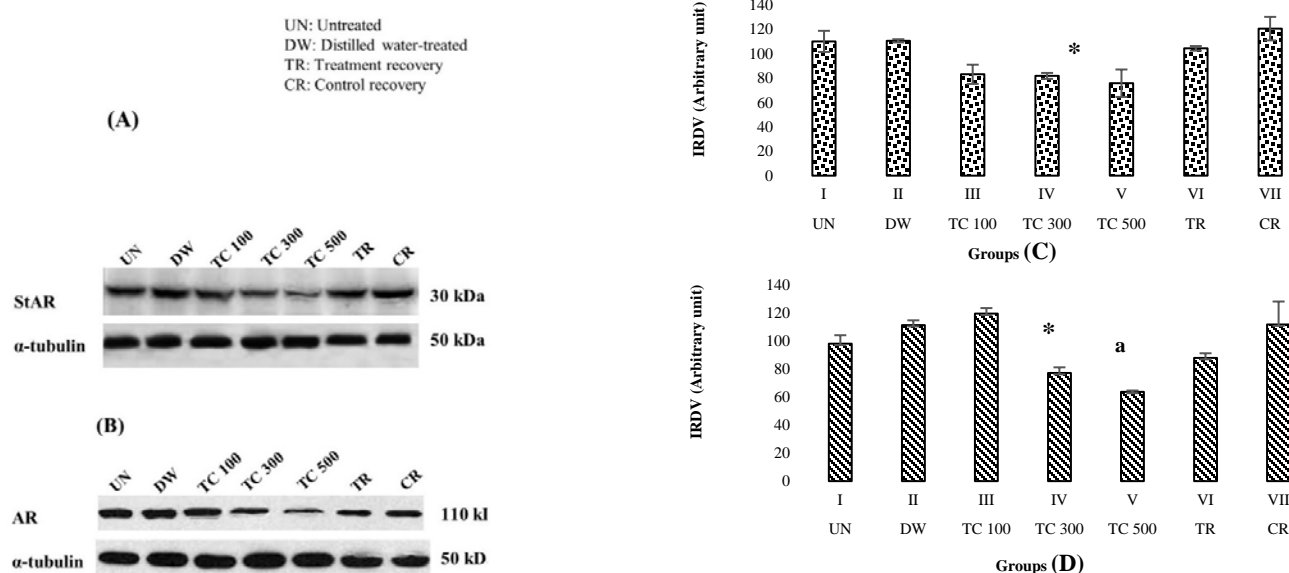 UN: Untreated
DW: Distilled water-treated
TR: Treatment recovery
CR: Control recovery
(A)
UN DW TC 100 TC 300 TC 500 TR CR
StAR 30 kDa
α-tubulin 50 kDa
(B)
UN DW TC 100 TC 300 TC 500 TR CR
AR 110 kl
α-tubulin 50 kD
IRDV (Arbitrary unit)
140
120
100
80
60
40
20
0
*
I II III IV V VI VII
UN DW TC 100 TC 300 TC 500 TR CR
Groups (C)
IRDV (Arbitrary unit)
140
120
100
80
60
40
20
0
* a
I II III IV V VI VII
UN DW TC 100 TC 300 TC 500 TR CR
Groups (D)